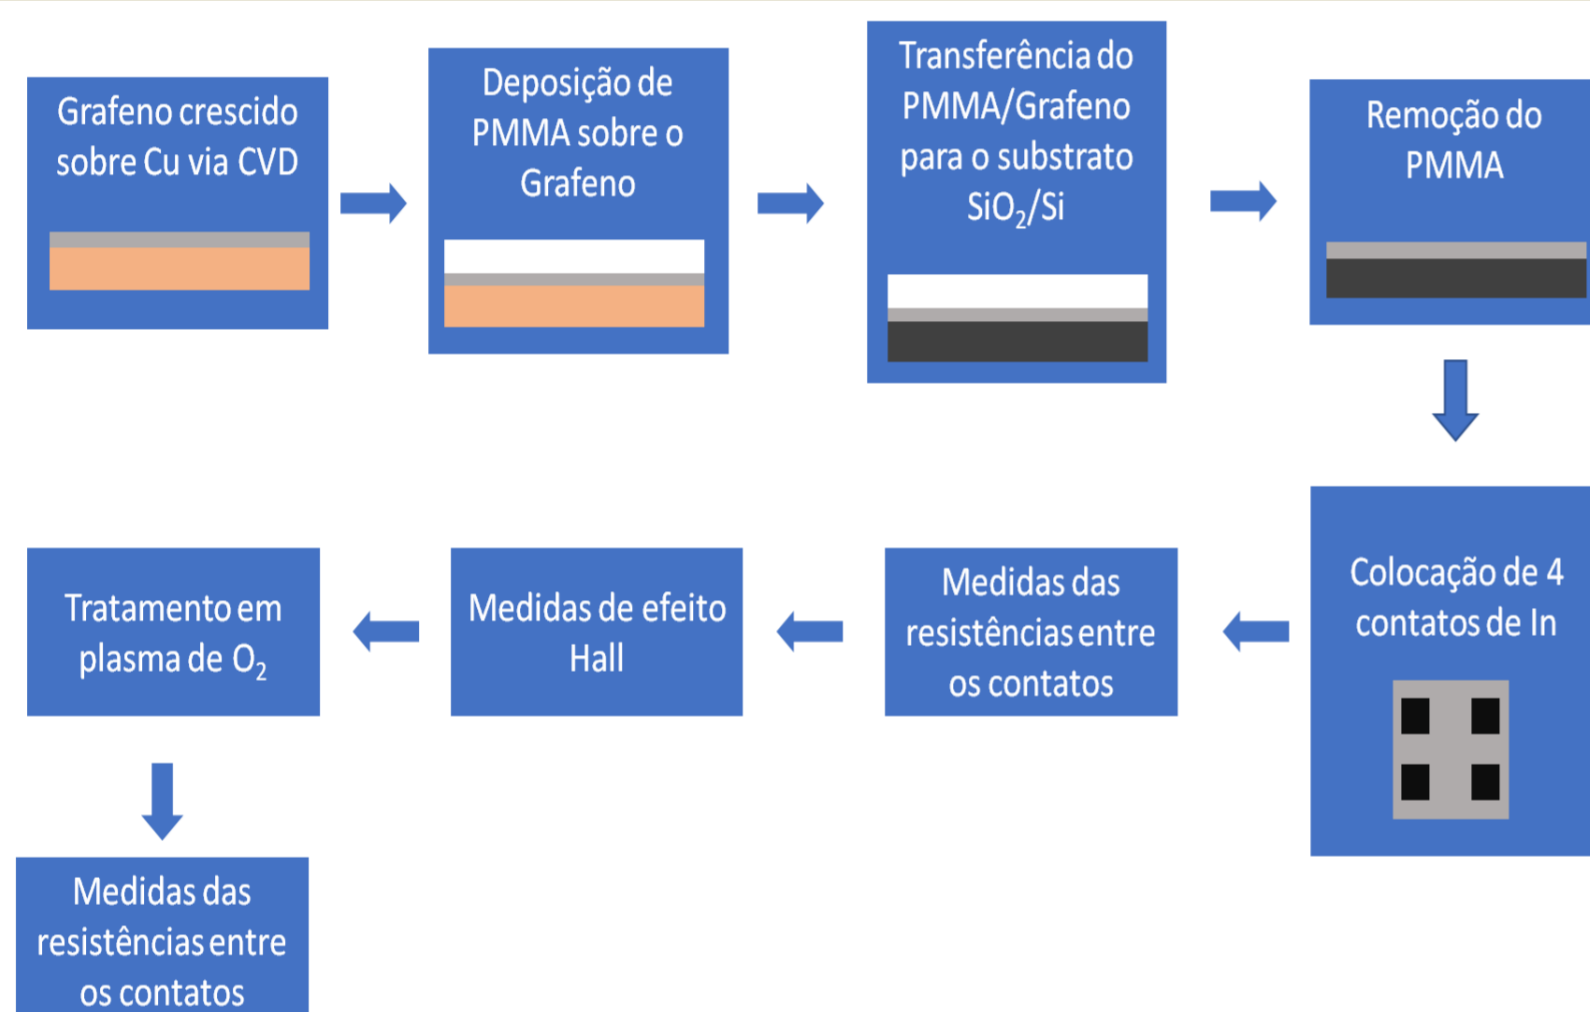 Grafeno crescido
sobre Cu via CVD
Deposição de
PMMA sobre o
Grafeno
Transferência do
PMMA/Grafeno
para o substrato
SiO₂/Si
Remoção do
PMMA
Colocação de 4
contatos de In
Medidas das
resistências entre
os contatos
Medidas de efeito
Hall
Tratamento em
plasma de O₂
Medidas das
resistências entre
os contatos